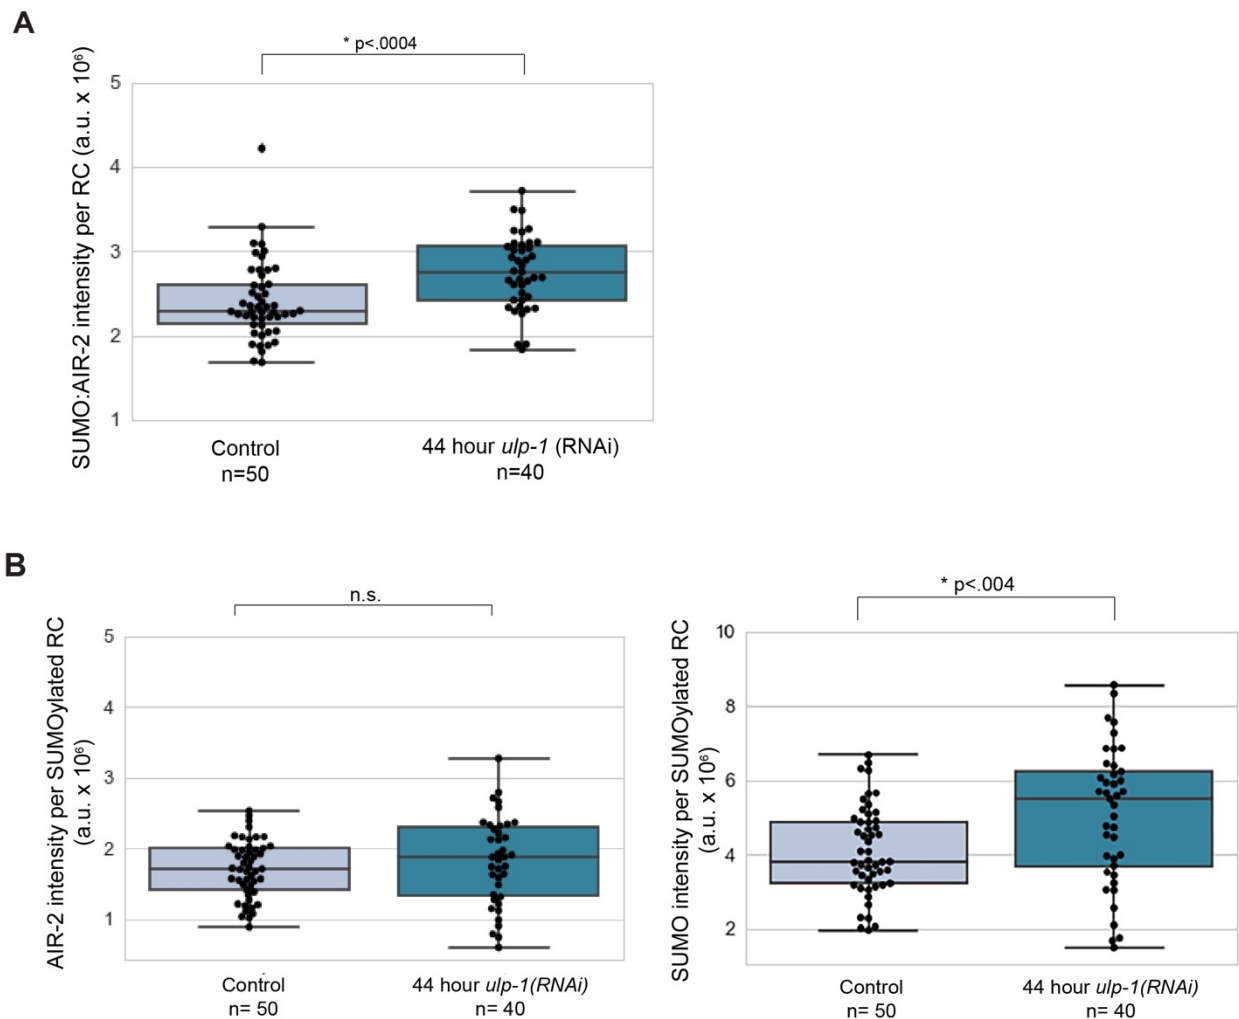 A
* p<.0004
SUMO:AIR-2 intensity per RC (a.u. x 10⁶)
5
4
3
2
1
Control
n=50
44 hour ulp-1 (RNAi)
n=40
B
n.s.
AIR-2 intensity per SUMOylated RC
(a.u. x 10⁶)
5
4
3
2
1
Control
n= 50
44 hour ulp-1(RNAi)
n= 40
* p<.004
SUMO intensity per SUMOylated RC
(a.u. x 10⁶)
10
8
6
4
2
Control
n= 50
44 hour ulp-1(RNAi)
n= 40